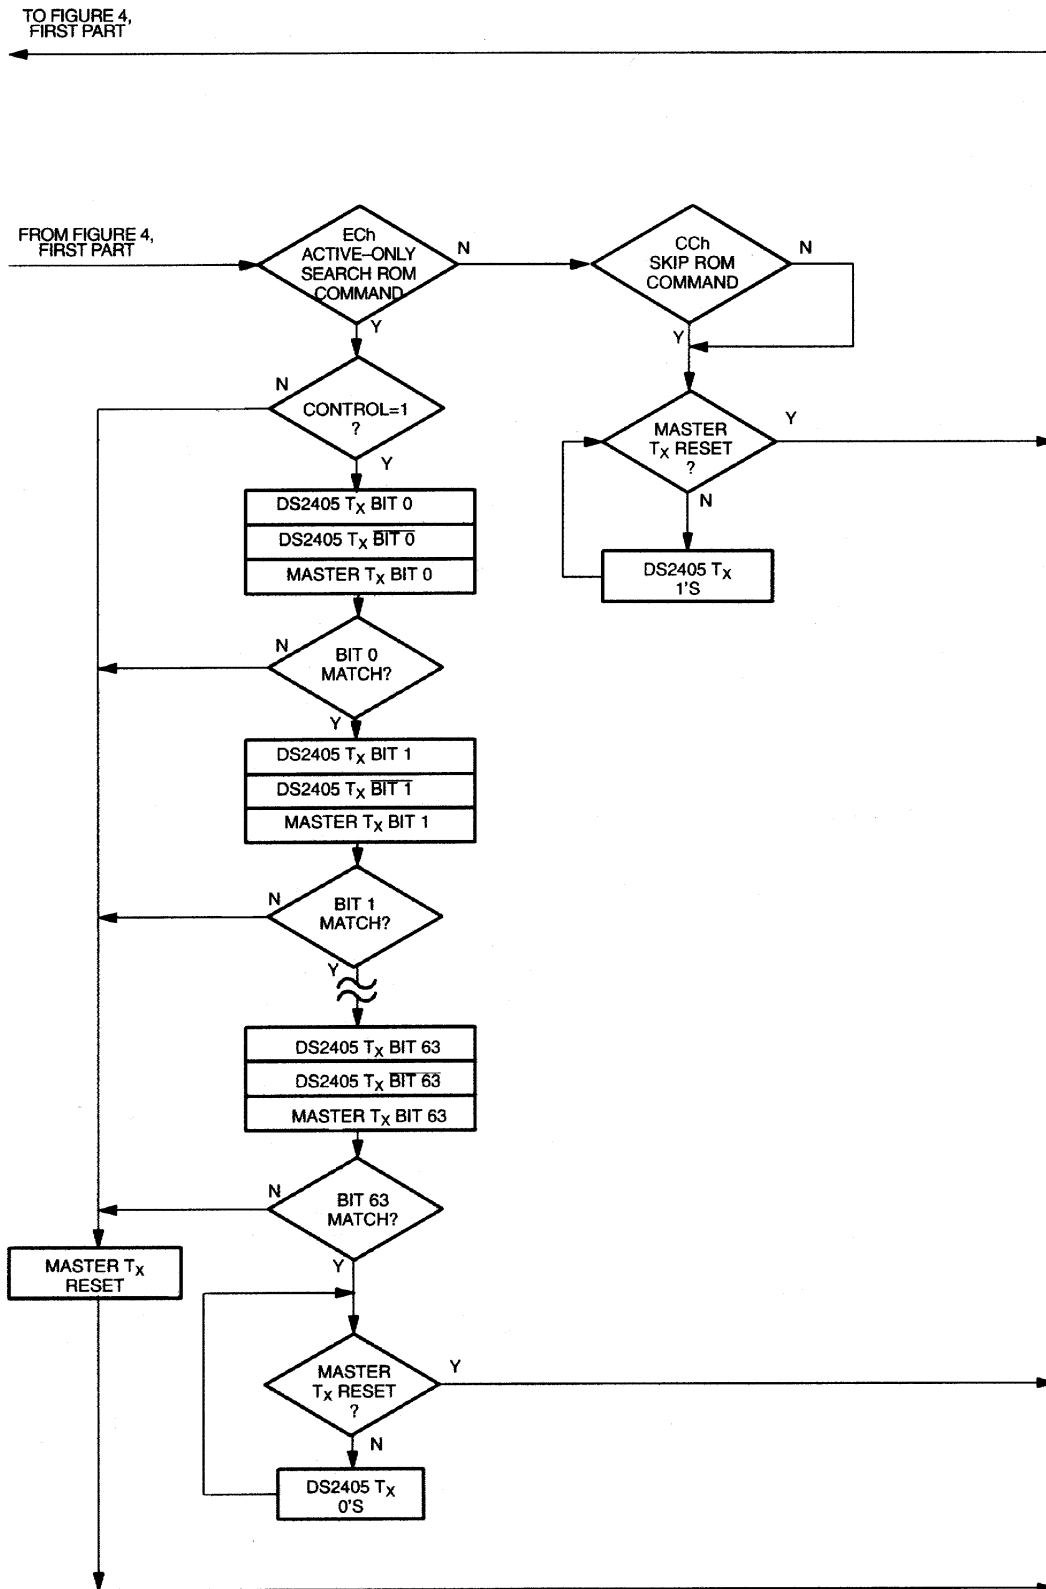 TO FIGURE 4,
FIRST PART
FROM FIGURE 4,
FIRST PART
ECh
ACTIVE–ONLY
SEARCH ROM
COMMAND
N
Y
CCh
SKIP ROM
COMMAND
N
Y
N
CONTROL=1
?
Y
MASTER
TX RESET
?
Y
N
DS2405 TX
1'S
DS2405 TX BIT 0
DS2405 TX BIT 0
MASTER TX BIT 0
N
BIT 0
MATCH?
Y
DS2405 TX BIT 1
DS2405 TX BIT 1
MASTER TX BIT 1
N
BIT 1
MATCH?
Y
DS2405 TX BIT 63
DS2405 TX BIT 63
MASTER TX BIT 63
N
BIT 63
MATCH?
Y
MASTER TX
RESET
MASTER
TX RESET
?
Y
N
DS2405 TX
0'S